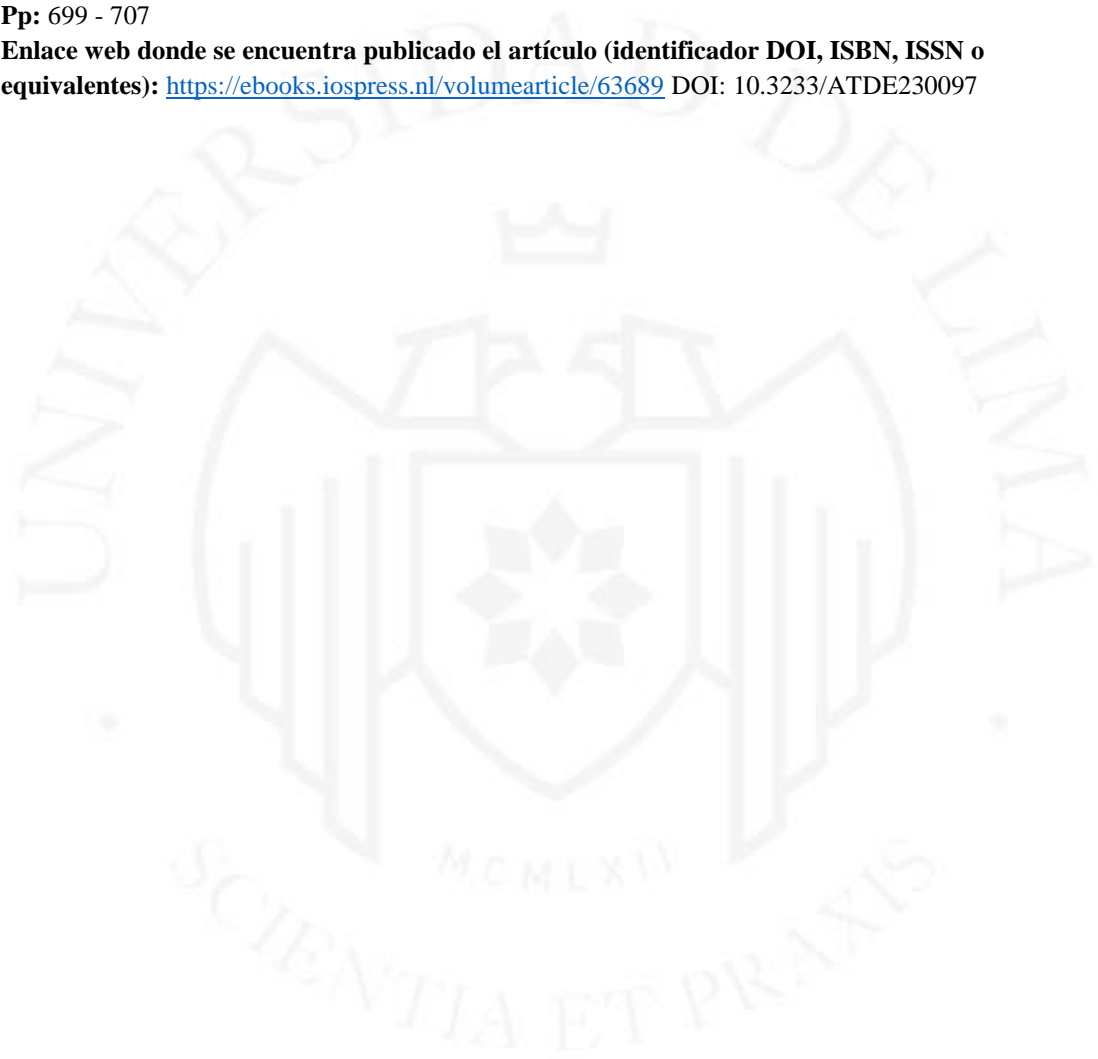 Pp: 699 - 707
Enlace web donde se encuentra publicado el artículo (identificador DOI, ISBN, ISSN o
equivalentes): https://ebooks.iospress.nl/volumearticle/63689 DOI: 10.3233/ATDE230097
UNIVERSIDAD DE LIMA
MCMLXII
SCIENTIA ET PRAXIS